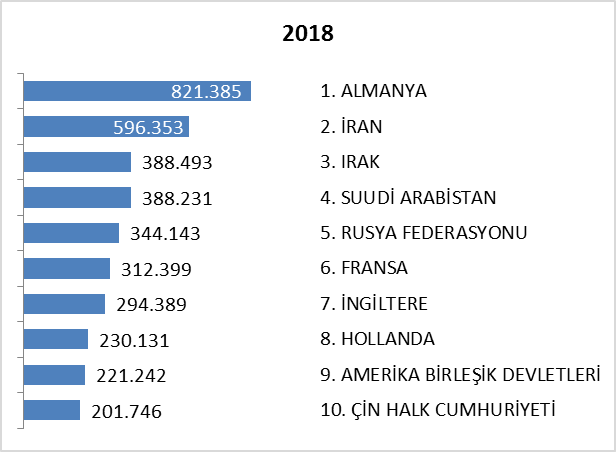 2018
821.385 1. ALMANYA
596.353 2. İRAN
388.493 3. IRAK
388.231 4. SUUDİ ARABİSTAN
344.143 5. RUSYA FEDERASYONU
312.399 6. FRANSA
294.389 7. İNGİLTERE
230.131 8. HOLLANDA
221.242 9. AMERİKA BİRLEŞİK DEVLETLERİ
201.746 10. ÇİN HALK CUMHURİYETİ